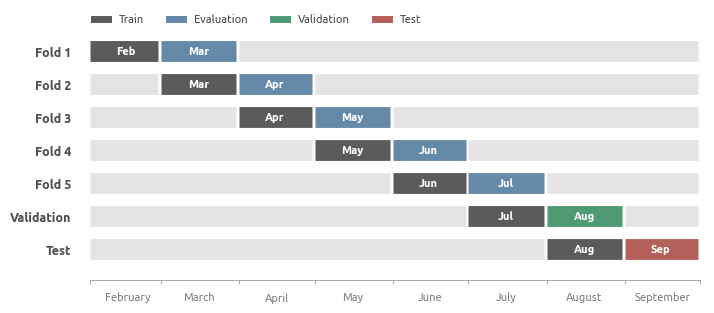 Train Evaluation Validation Test
Fold 1 Feb Mar
Fold 2 Mar Apr
Fold 3 Apr May
Fold 4 May Jun
Fold 5 Jun Jul
Validation Jul Aug
Test Aug Sep
February March April May June July August September